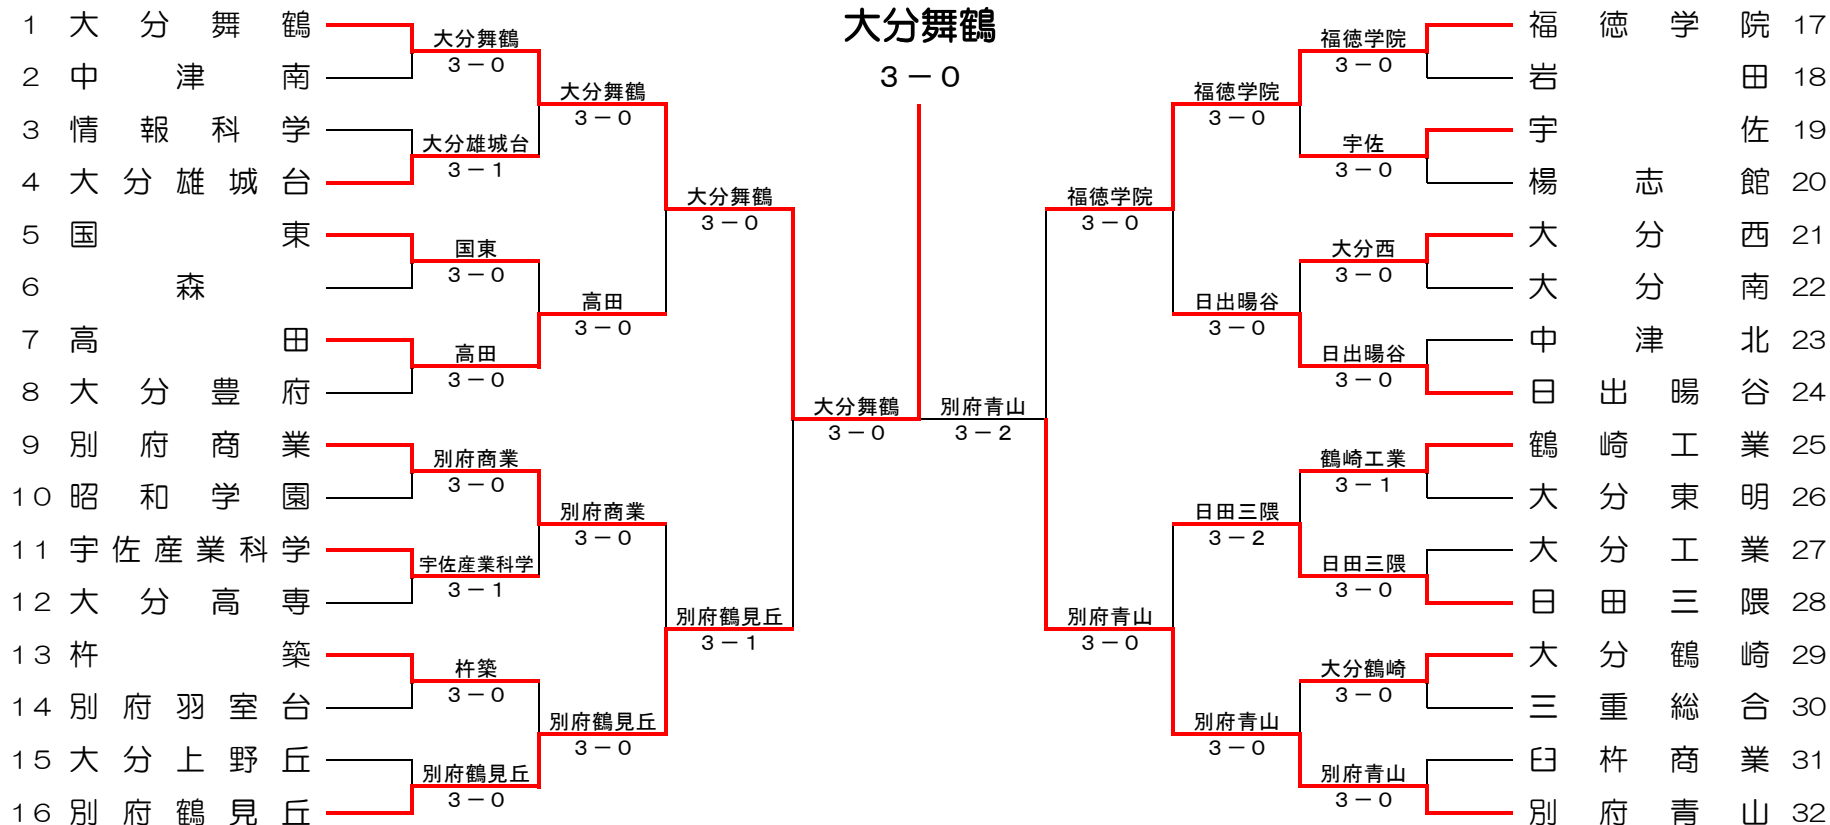 大分舞鶴
3－0
1 大分舞鶴
2 中津南
3 情報科学
4 大分雄城台
5 国東
6 森
7 高田
8 大分豊府
9 別府商業
10 昭和学園
11 宇佐産業科学
12 大分高専
13 杵築
14 別府羽室台
15 大分上野丘
16 別府鶴見丘
大分舞鶴
3－0
大分雄城台
3－1
国東
3－0
高田
3－0
別府商業
3－0
宇佐産業科学
3－1
杵築
3－0
別府鶴見丘
3－0
大分舞鶴
3－0
高田
3－0
別府商業
3－0
別府鶴見丘
3－0
大分舞鶴
3－0
別府鶴見丘
3－1
大分舞鶴
3－0
別府青山
3－2
福徳学院
3－0
別府青山
3－0
福徳学院
3－0
日出暘谷
3－0
日田三隈
3－2
別府青山
3－0
福徳学院
3－0
宇佐
3－0
大分西
3－0
日出暘谷
3－0
鶴崎工業
3－1
日田三隈
3－0
大分鶴崎
3－0
別府青山
3－0
福徳学院 17
岩田 18
宇佐 19
楊志館 20
大分西 21
大分南 22
中津北 23
日出暘谷 24
鶴崎工業 25
大分東明 26
大分工業 27
日田三隈 28
大分鶴崎 29
三重総合 30
臼杵商業 31
別府青山 32